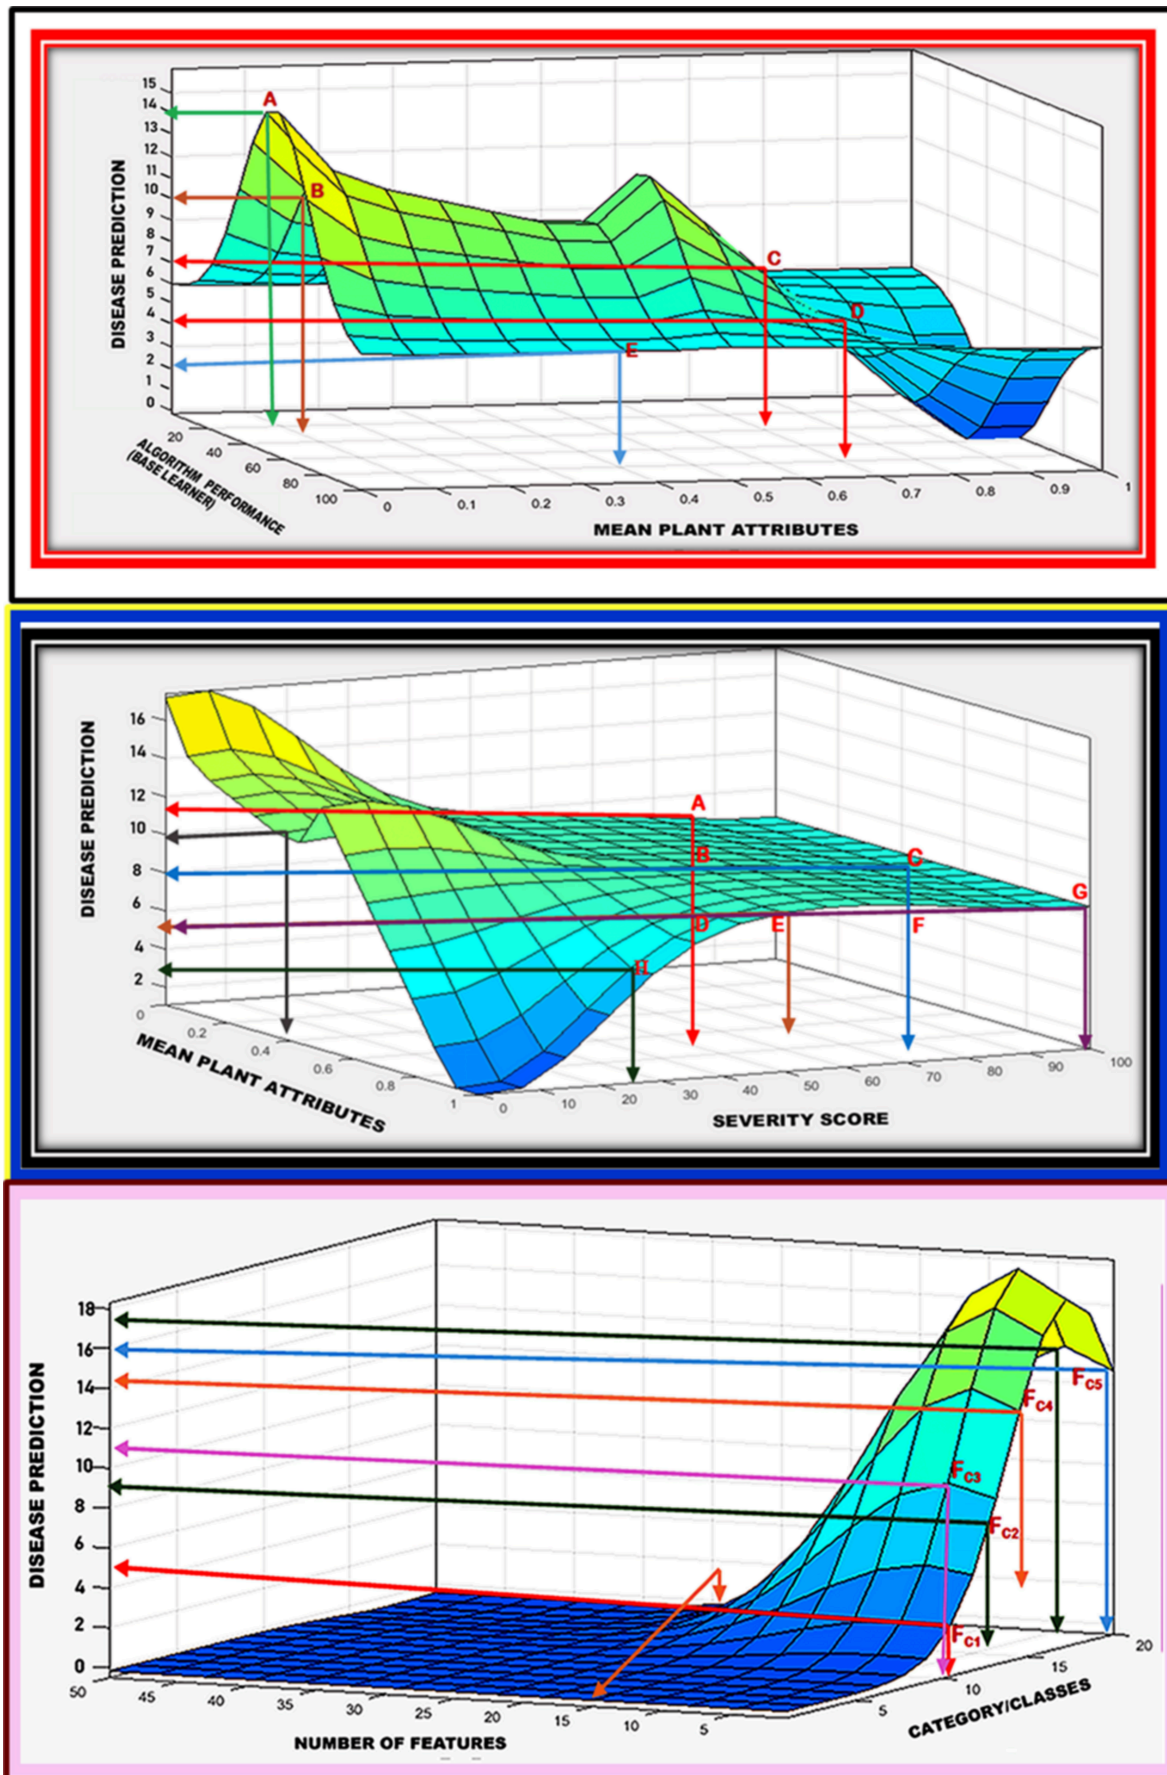 15
14
13
12
11
10
9
8
7
6
5
4
3
2
1
0
DISEASE PREDICTION
A
B
C
D
E
20
40
60
80
100
ALGORITHM PERFORMANCE
(BASE LEARNER)
0
0.1
0.2
0.3
0.4
0.5
0.6
0.7
0.8
0.9
1
MEAN PLANT ATTRIBUTES
16
14
12
10
8
6
4
2
DISEASE PREDICTION
A
B
C
D
E
F
G
H
0
0.2
0.4
0.6
0.8
1
MEAN PLANT ATTRIBUTES
0
10
20
30
40
50
60
70
80
90
100
SEVERITY SCORE
18
16
14
12
10
8
6
4
2
0
DISEASE PREDICTION
FC5
FC4
FC3
FC2
FC1
50
45
40
35
30
25
20
15
10
5
NUMBER OF FEATURES
5
10
15
20
CATEGORY/CLASSES